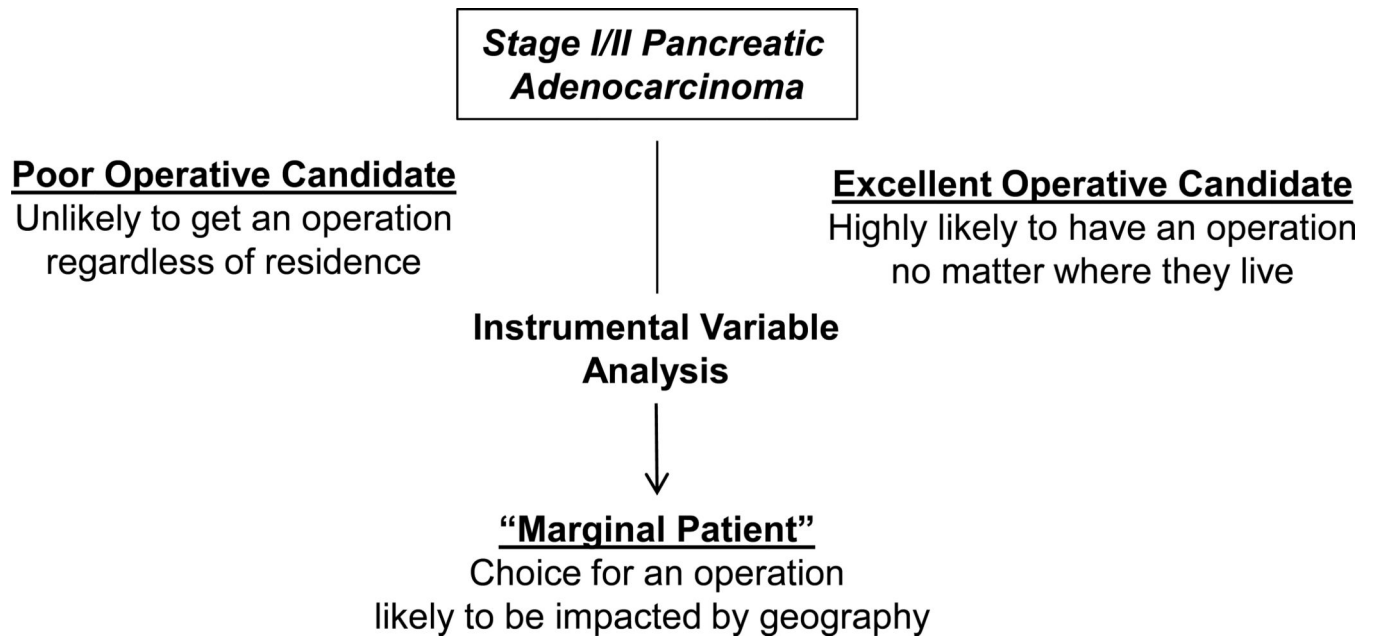 Stage I/II Pancreatic
Adenocarcinoma
Poor Operative Candidate
Unlikely to get an operation
regardless of residence
Excellent Operative Candidate
Highly likely to have an operation
no matter where they live
Instrumental Variable
Analysis
“Marginal Patient”
Choice for an operation
likely to be impacted by geography